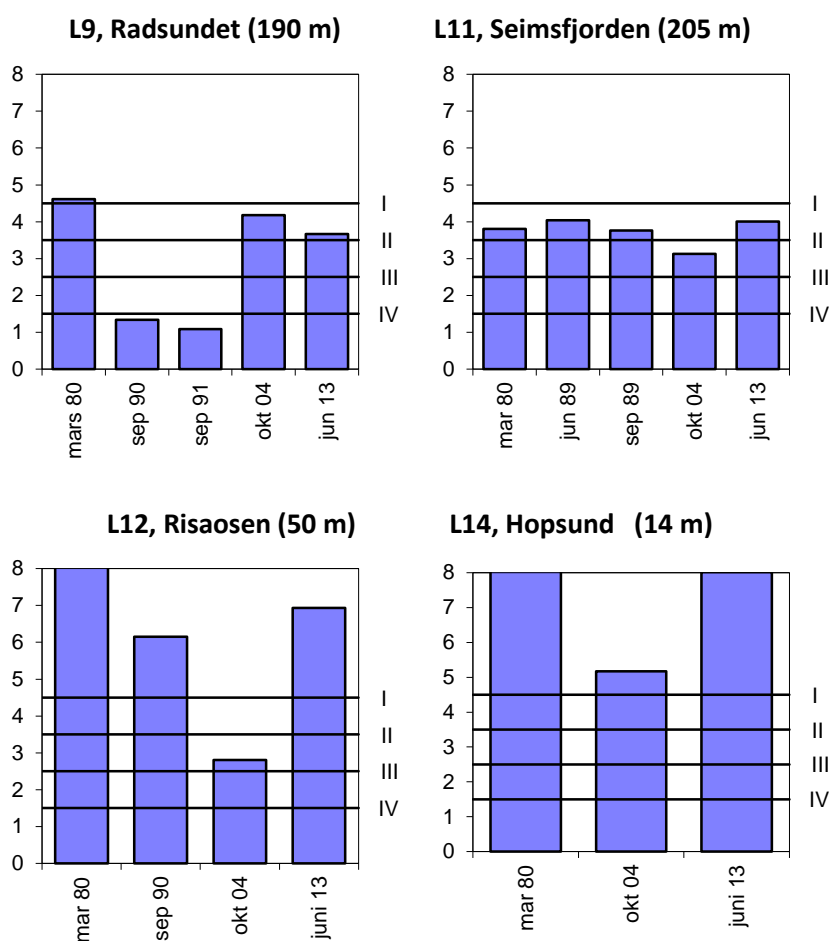 L9, Radsundet (190 m)
8
7
6
5
4
3
2
1
0
I
II
III
IV
mars 80
sep 90
sep 91
okt 04
jun 13
L11, Seimsfjorden (205 m)
8
7
6
5
4
3
2
1
0
I
II
III
IV
mar 80
jun 89
sep 89
okt 04
jun 13
L12, Risaosen (50 m)
8
7
6
5
4
3
2
1
0
I
II
III
IV
mar 80
sep 90
okt 04
juni 13
L14, Hopsund (14 m)
8
7
6
5
4
3
2
1
0
I
II
III
IV
mar 80
okt 04
juni 13